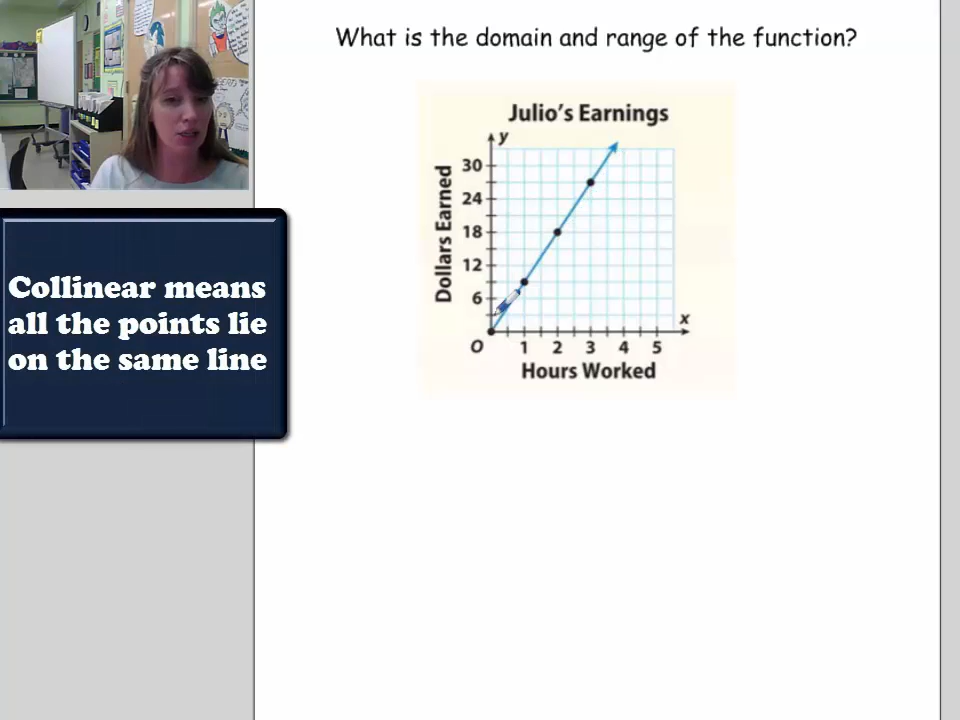 What is the domain and range of the function?
Julio's Earnings
y
30
24
18
12
6
Dollars Earned
x
O 1 2 3 4 5
Hours Worked
Collinear means
all the points lie
on the same line